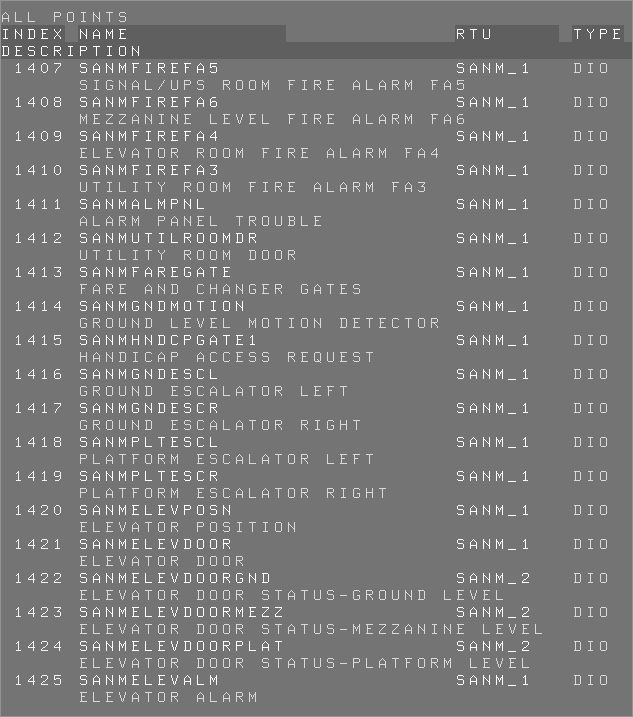 ALL POINTS
INDEX NAME RTU TYPE
DESCRIPTION
1407 SANMFIREFA5 SANM_1 DIO
SIGNAL/UPS ROOM FIRE ALARM FA5
1408 SANMFIREFA6 SANM_1 DIO
MEZZANINE LEVEL FIRE ALARM FA6
1409 SANMFIREFA4 SANM_1 DIO
ELEVATOR ROOM FIRE ALARM FA4
1410 SANMFIREFA3 SANM_1 DIO
UTILITY ROOM FIRE ALARM FA3
1411 SANMALMPNL SANM_1 DIO
ALARM PANEL TROUBLE
1412 SANMUTILROOMDR SANM_1 DIO
UTILITY ROOM DOOR
1413 SANMFAREGATE SANM_1 DIO
FARE AND CHANGER GATES
1414 SANMGNDMOTION SANM_1 DIO
GROUND LEVEL MOTION DETECTOR
1415 SANMHNDCPGATE1 SANM_1 DIO
HANDICAP ACCESS REQUEST
1416 SANMGNDESCL SANM_1 DIO
GROUND ESCALATOR LEFT
1417 SANMGNDESCR SANM_1 DIO
GROUND ESCALATOR RIGHT
1418 SANMPLTESCL SANM_1 DIO
PLATFORM ESCALATOR LEFT
1419 SANMPLTESCR SANM_1 DIO
PLATFORM ESCALATOR RIGHT
1420 SANMELEVPOSN SANM_1 DIO
ELEVATOR POSITION
1421 SANMELEVDOOR SANM_1 DIO
ELEVATOR DOOR
1422 SANMELEVDOORGND SANM_2 DIO
ELEVATOR DOOR STATUS-GROUND LEVEL
1423 SANMELEVDOORMEZZ SANM_2 DIO
ELEVATOR DOOR STATUS-MEZZANINE LEVEL
1424 SANMELEVDOORPLAT SANM_2 DIO
ELEVATOR DOOR STATUS-PLATFORM LEVEL
1425 SANMELEVALM SANM_1 DIO
ELEVATOR ALARM